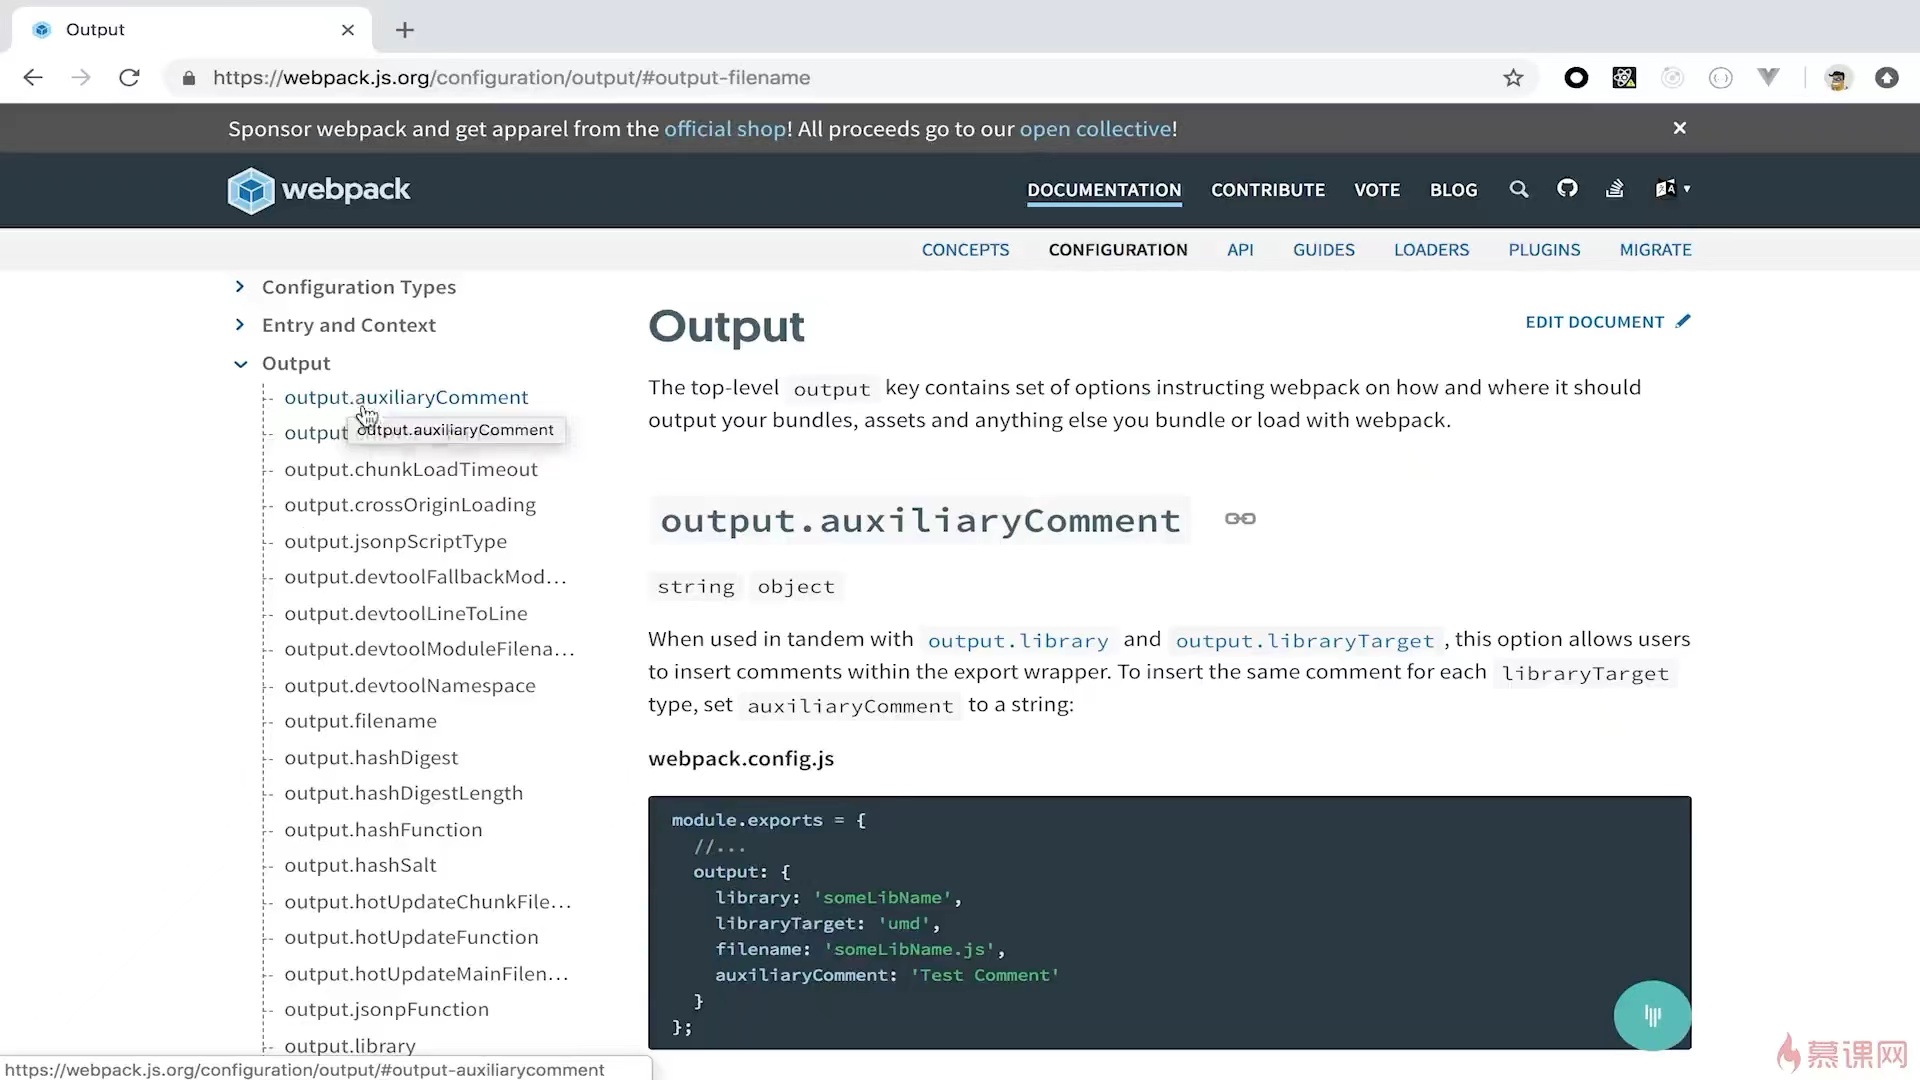 Output
https://webpack.js.org/configuration/output/#output-filename
Sponsor webpack and get apparel from the official shop! All proceeds go to our open collective!
webpack
DOCUMENTATION CONTRIBUTE VOTE BLOG
CONCEPTS CONFIGURATION API GUIDES LOADERS PLUGINS MIGRATE
Configuration Types
Entry and Context
Output
output.auxiliaryComment
output
output.auxiliaryComment
output.chunkLoadTimeout
output.crossOriginLoading
output.jsonpScriptType
output.devtoolFallbackMod...
output.devtoolLineToLine
output.devtoolModuleFilena...
output.devtoolNamespace
output.filename
output.hashDigest
output.hashDigestLength
output.hashFunction
output.hashSalt
output.hotUpdateChunkFile...
output.hotUpdateFunction
output.hotUpdateMainFilen...
output.jsonpFunction
output.library
Output
EDIT DOCUMENT
The top-level output key contains set of options instructing webpack on how and where it should
output your bundles, assets and anything else you bundle or load with webpack.
output.auxiliaryComment
string object
When used in tandem with output.library and output.libraryTarget , this option allows users
to insert comments within the export wrapper. To insert the same comment for each libraryTarget
type, set auxiliaryComment to a string:
webpack.config.js
module.exports = {
//...
output: {
library: 'someLibName',
libraryTarget: 'umd',
filename: 'someLibName.js',
auxiliaryComment: 'Test Comment'
}
};
https://webpack.js.org/configuration/output/#output-auxiliarycomment
慕课网